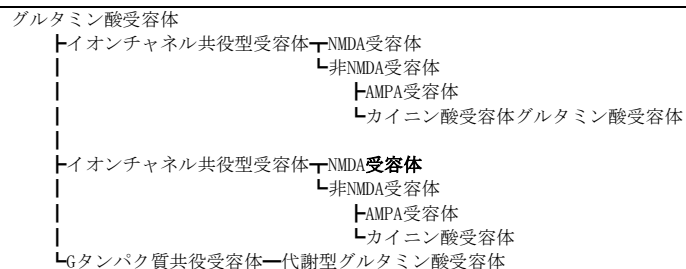 グルタミン酸受容体
┣イオンチャネル共役型受容体┳NMDA受容体
┃ ┗非NMDA受容体
┃ ┣AMPA受容体
┃ ┗カイニン酸受容体グルタミン酸受容体
┃
┣イオンチャネル共役型受容体┳NMDA受容体
┃ ┗非NMDA受容体
┃ ┣AMPA受容体
┃ ┗カイニン酸受容体
┗Gタンパク質共役受容体━代謝型グルタミン酸受容体